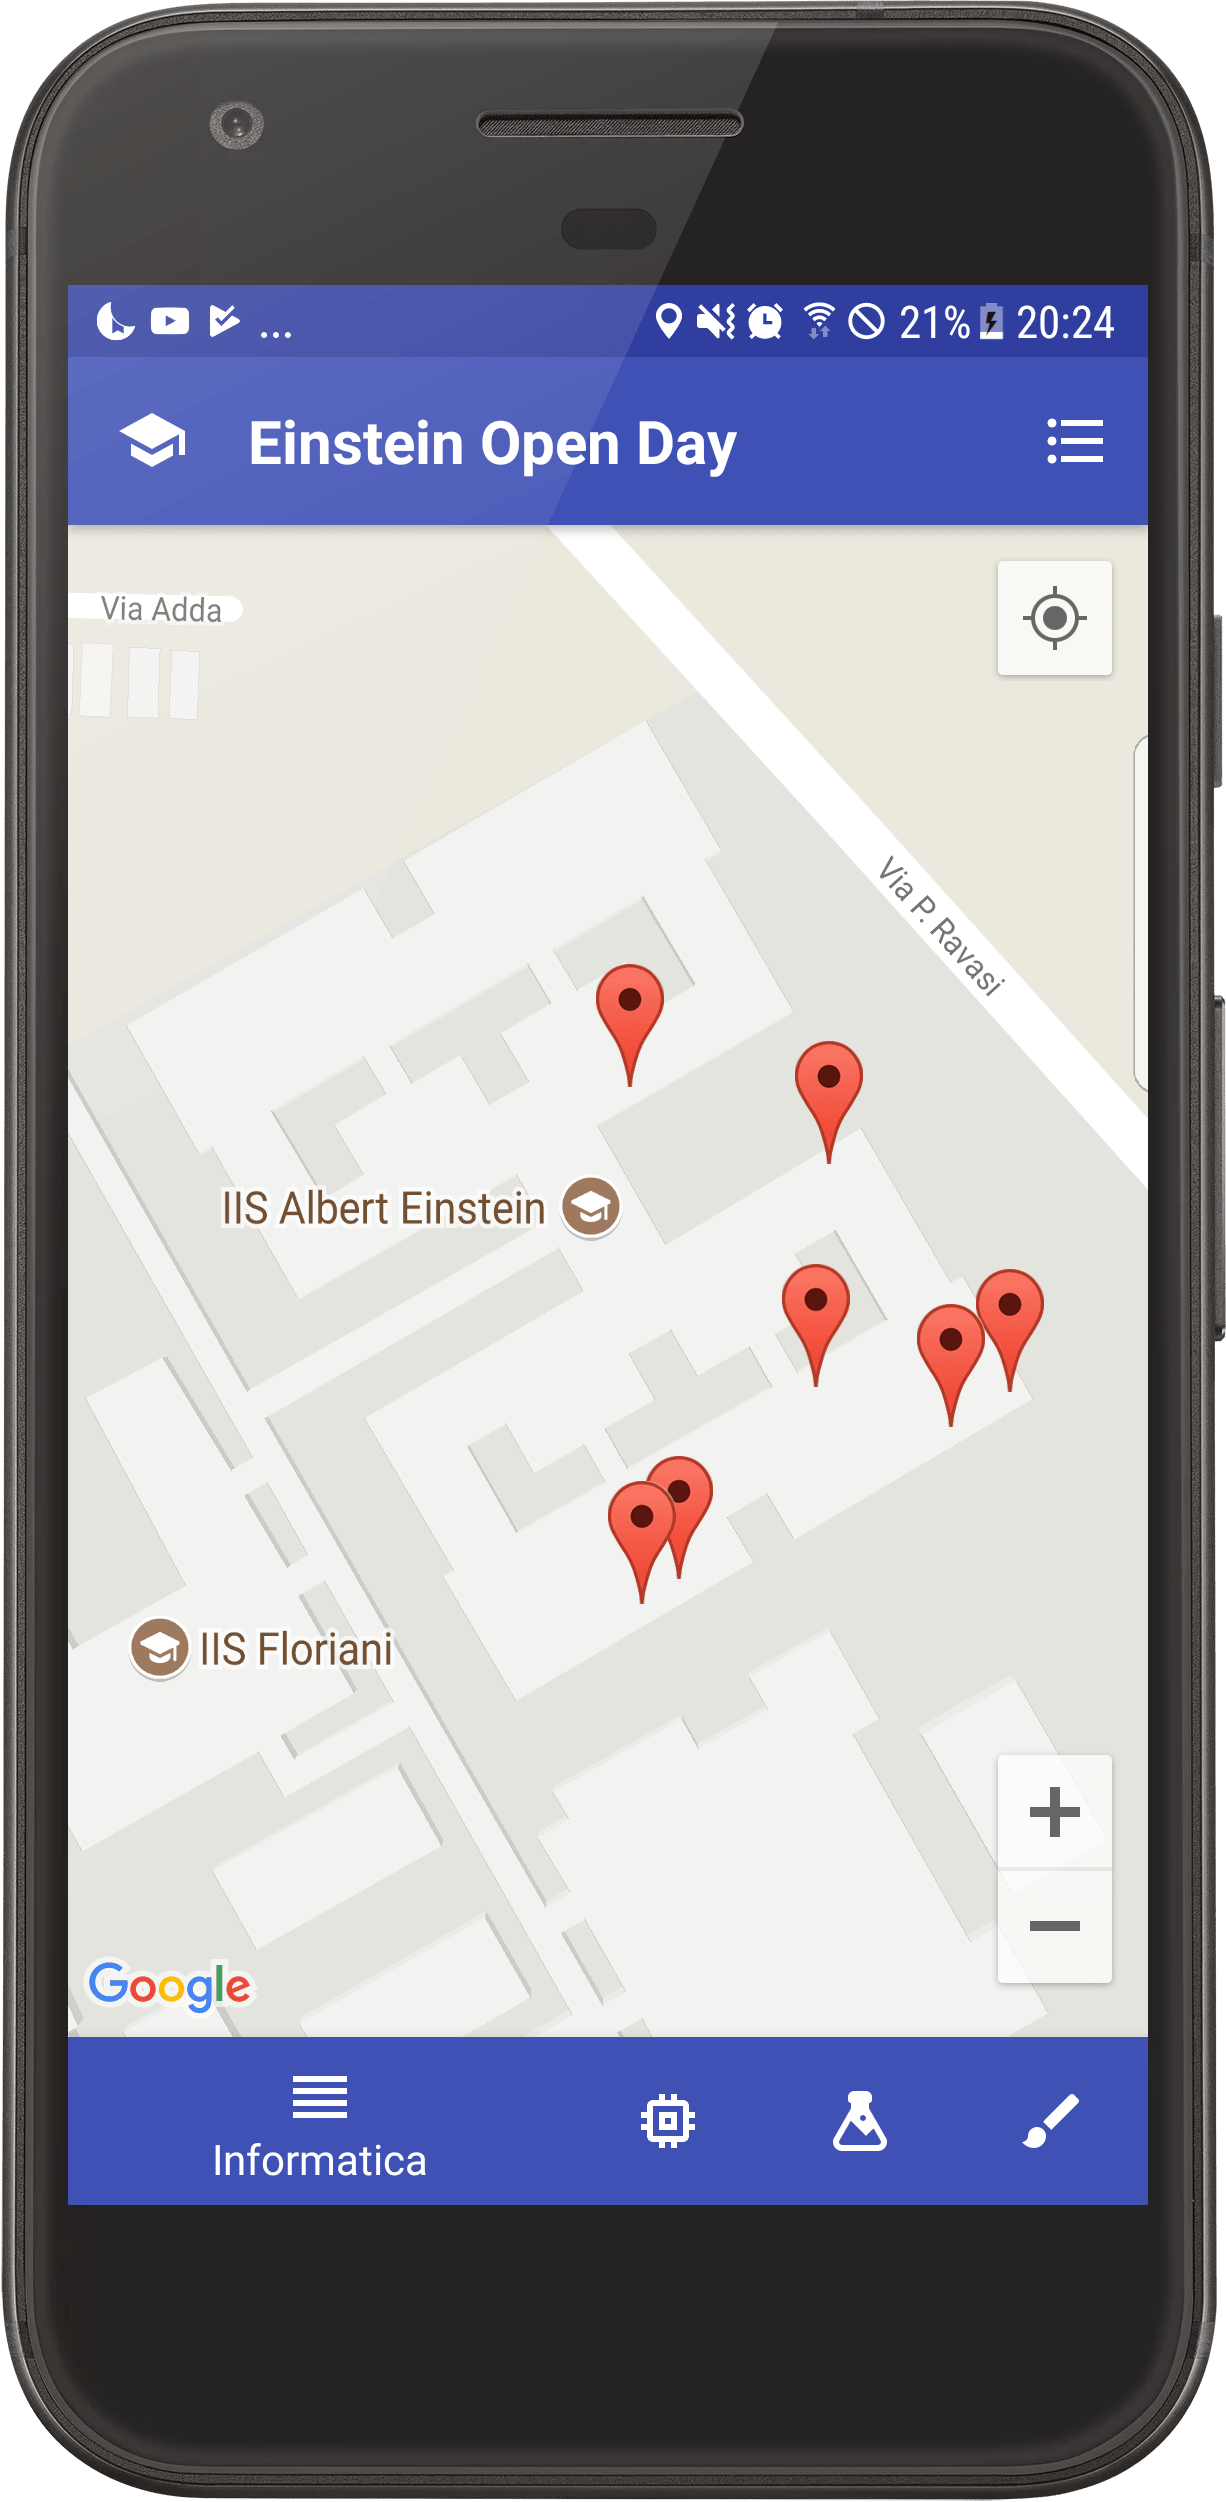 ... 21% 20:24
Einstein Open Day
Via Adda
Via P. Ravasi
IIS Albert Einstein
IIS Floriani
Google
Informatica